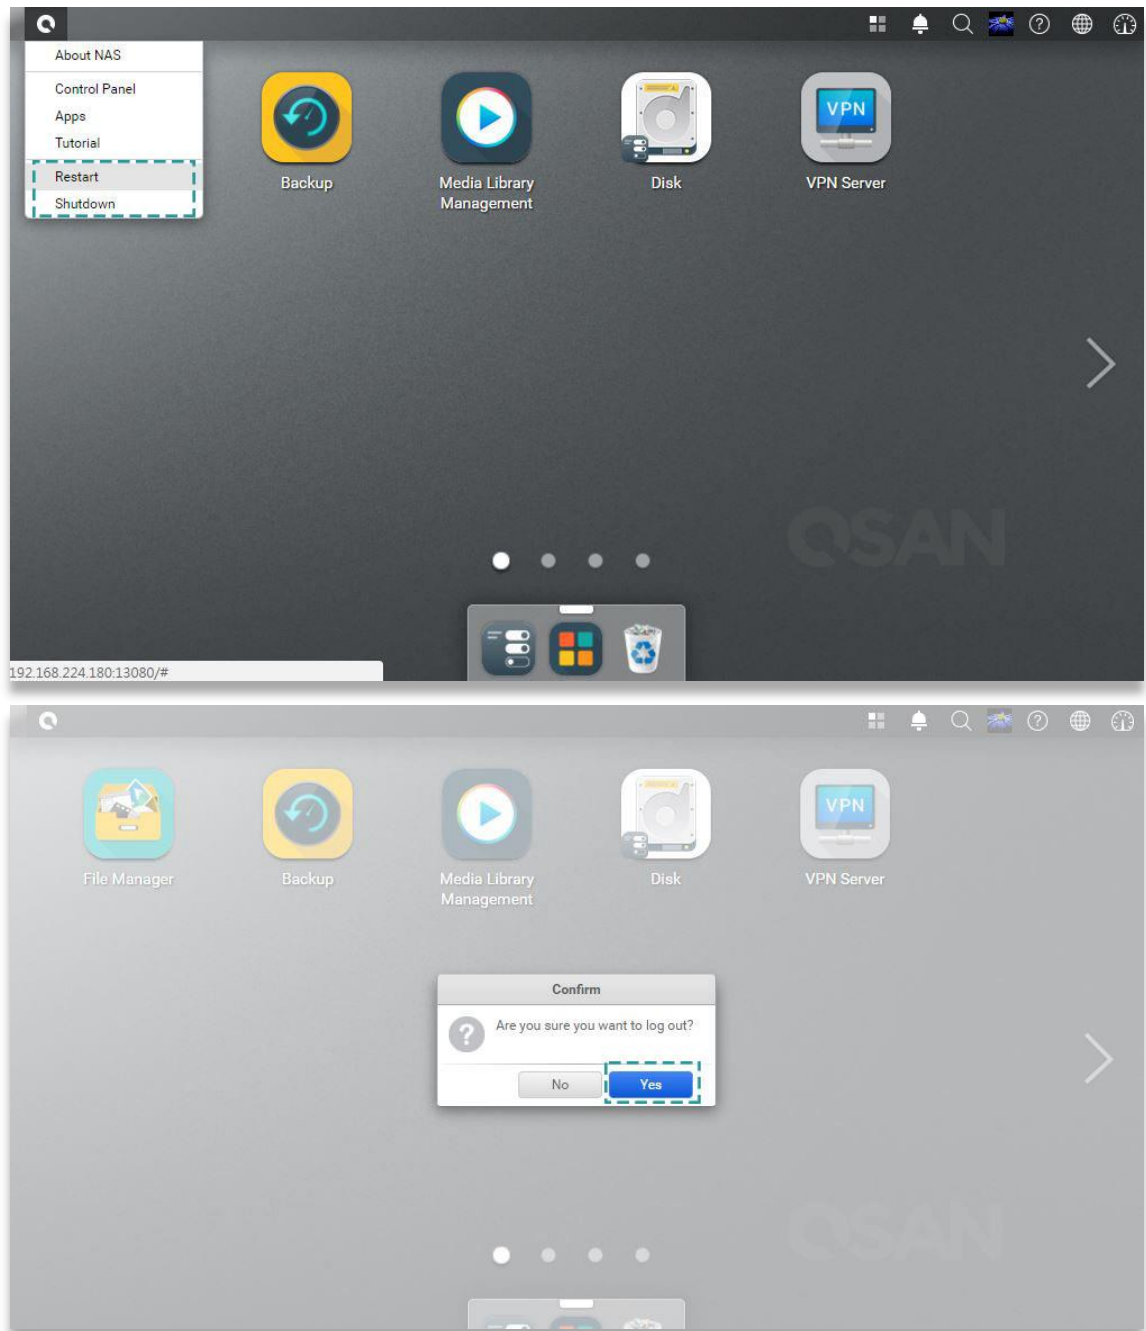 About NAS
Control Panel
Apps
Tutorial
Restart
Shutdown
Backup
Media Library
Management
Disk
VPN
VPN Server
QSAN
192.168.224.180:13080/#
File Manager
Backup
Media Library
Management
Disk
VPN
VPN Server
Confirm
Are you sure you want to log out?
No
Yes
QSAN